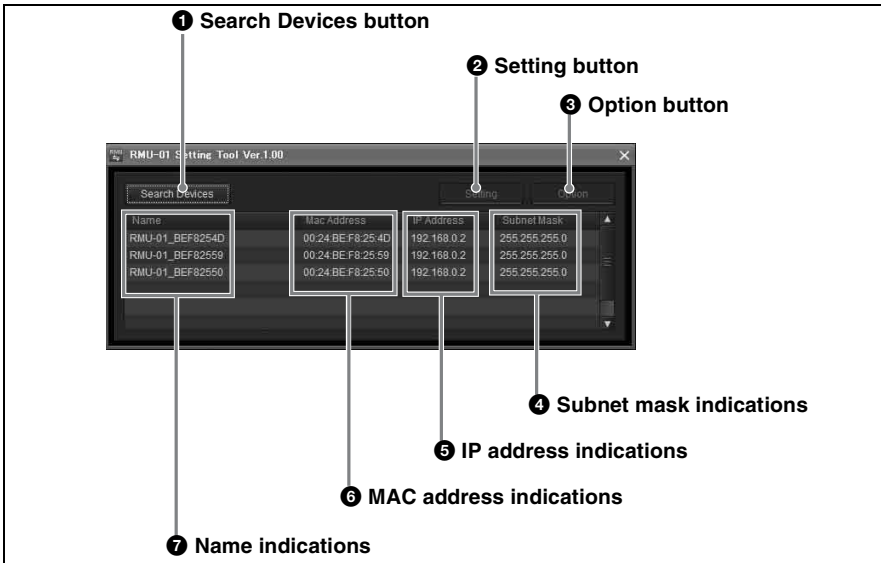 ❶ Search Devices button
❷ Setting button
❸ Option button
RMU
RMU-01 Setting Tool Ver.1.00
Search Devices Setting Option
Name Mac Address IP Address Subnet Mask
RMU-01_BEF8254D 00:24:BE:F8:25:4D 192.168.0.2 255.255.255.0
RMU-01_BEF82559 00:24:BE:F8:25:59 192.168.0.2 255.255.255.0
RMU-01_BEF82550 00:24:BE:F8:25:50 192.168.0.2 255.255.255.0
❹ Subnet mask indications
❺ IP address indications
❻ MAC address indications
❼ Name indications